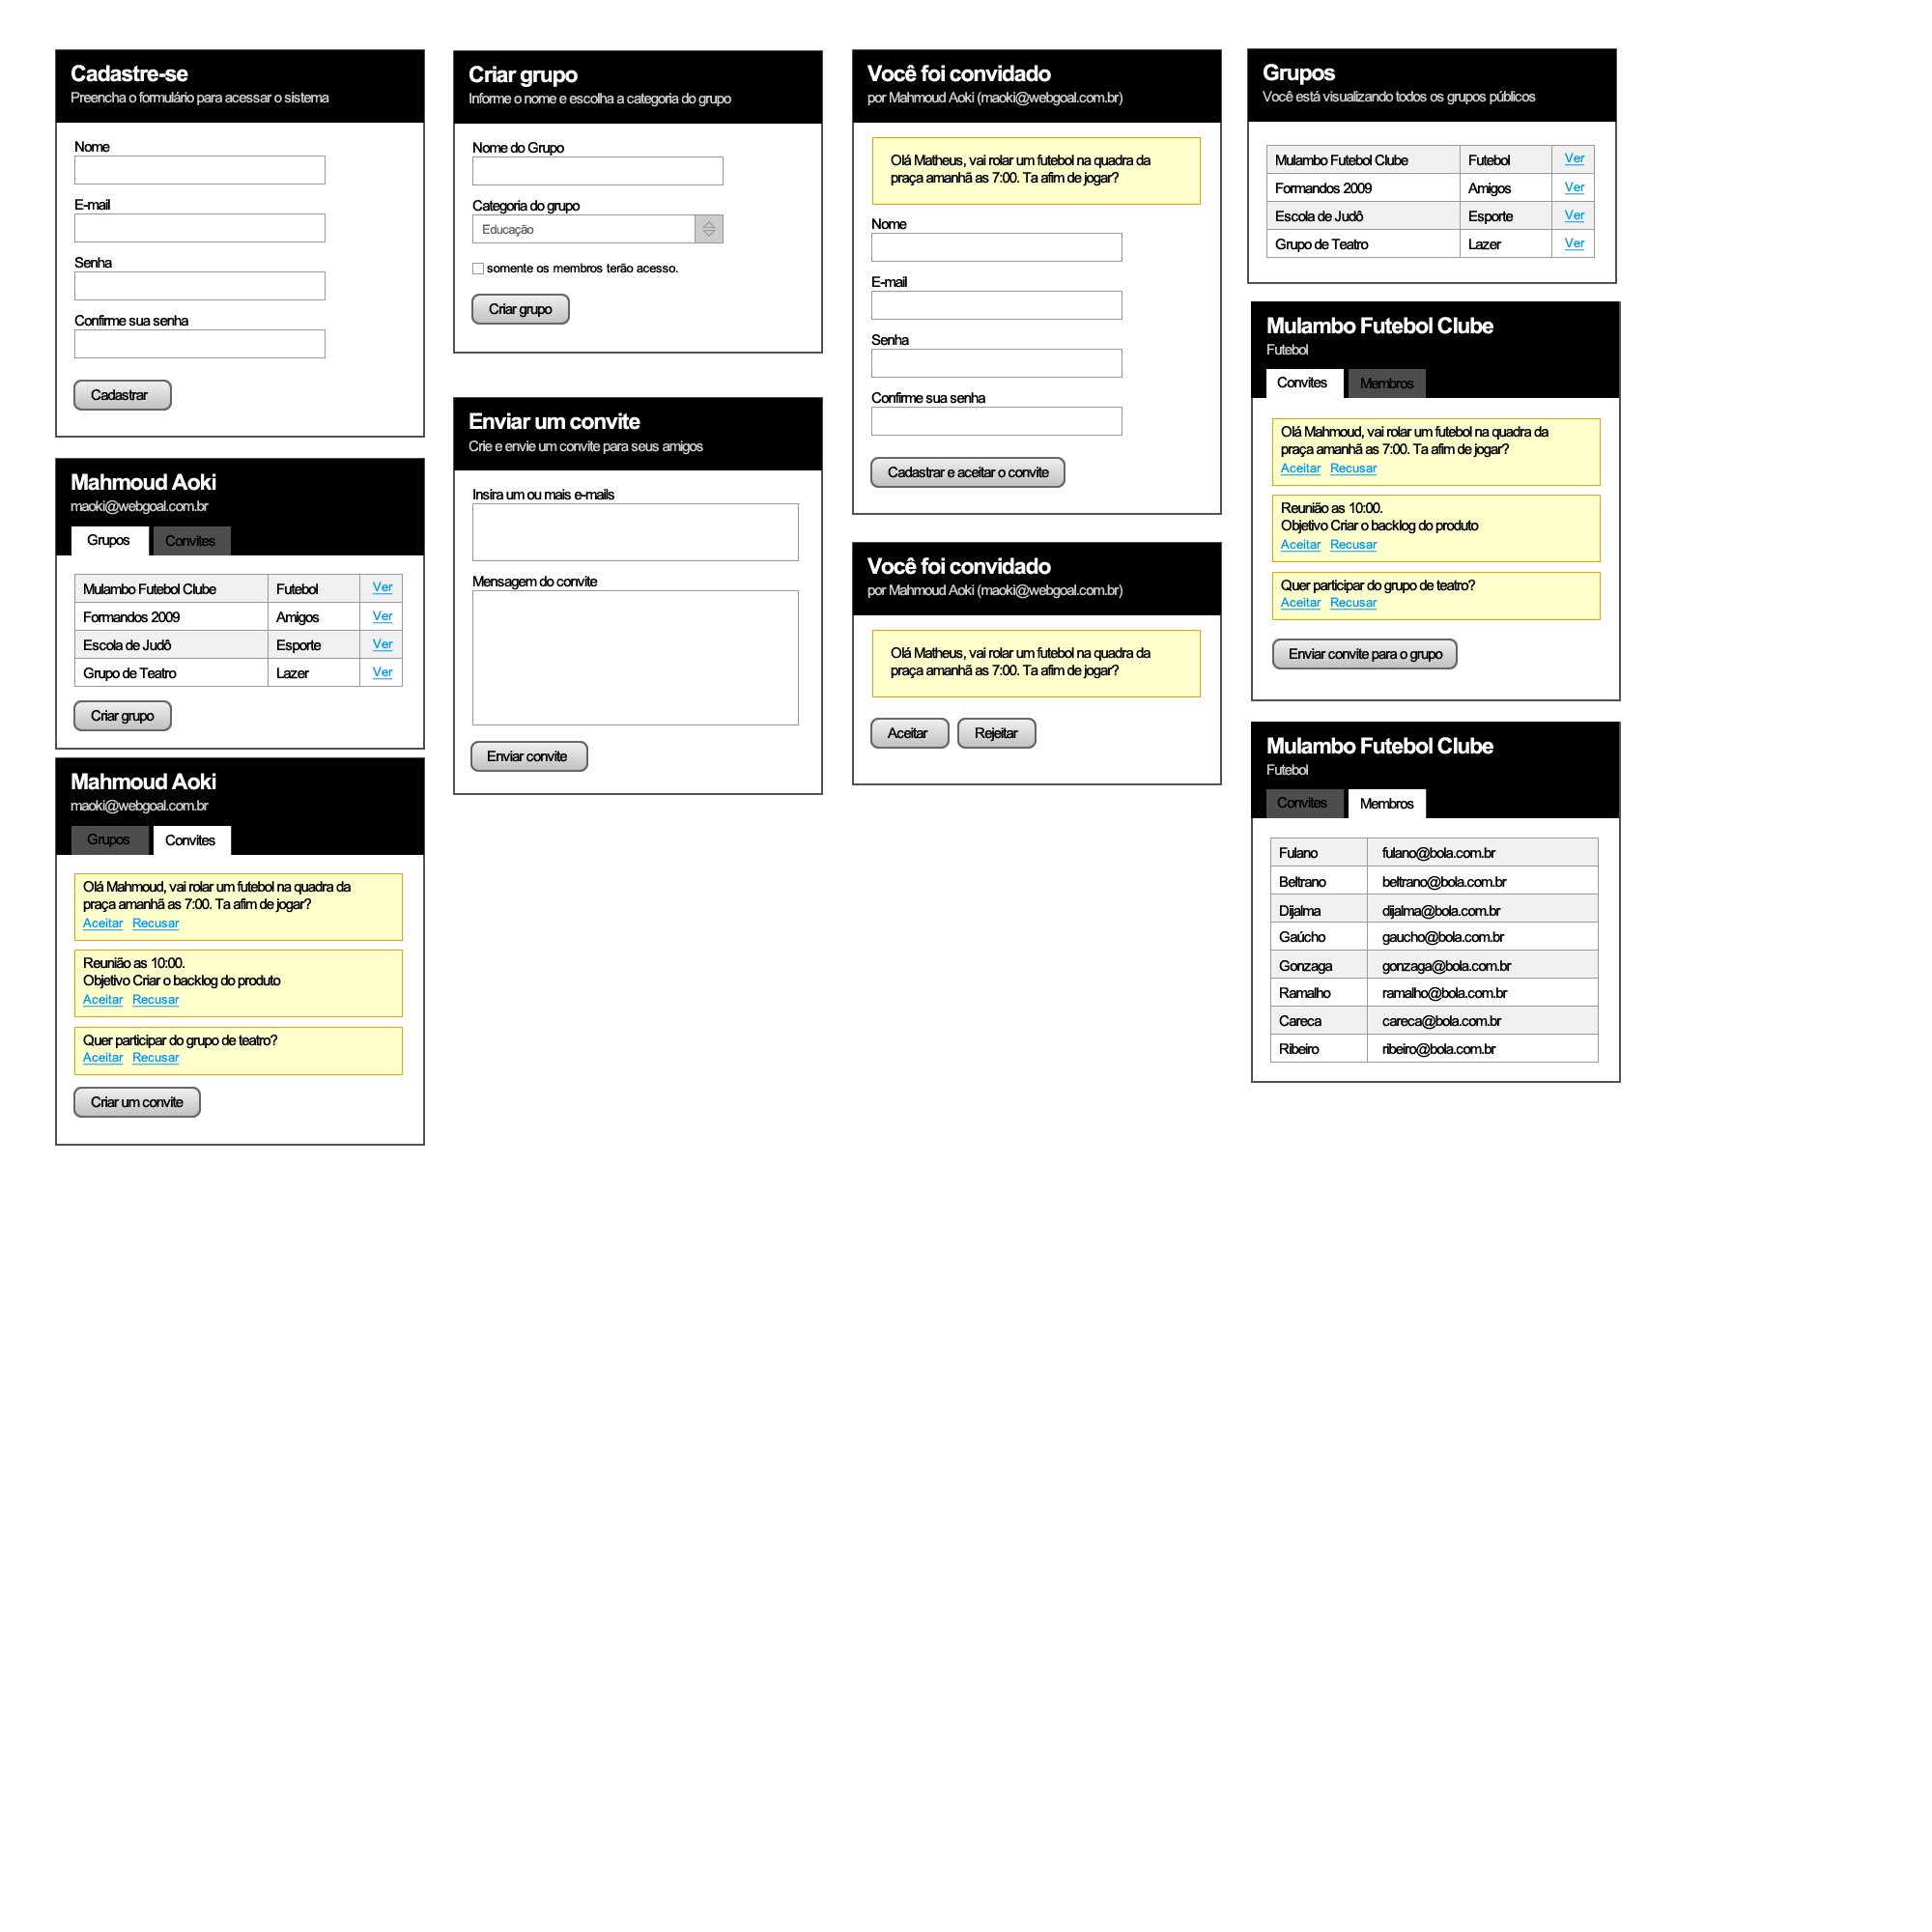 Cadastre-se
Preencha o formulário para acessar o sistema
Nome
E-mail
Senha
Confirme sua senha
Cadastrar
Mahmoud Aoki
maoki@webgoal.com.br
Grupos Convites
Mulambo Futebol Clube Futebol Ver
Formandos 2009 Amigos Ver
Escola de Judô Esporte Ver
Grupo de Teatro Lazer Ver
Criar grupo
Mahmoud Aoki
maoki@webgoal.com.br
Grupos Convites
Olá Mahmoud, vai rolar um futebol na quadra da
praça amanhã as 7:00. Ta afim de jogar?
Aceitar Recusar
Reunião as 10:00.
Objetivo Criar o backlog do produto
Aceitar Recusar
Quer participar do grupo de teatro?
Aceitar Recusar
Criar um convite
Criar grupo
Informe o nome e escolha a categoria do grupo
Nome do Grupo
Categoria do grupo
Educação
somente os membros terão acesso.
Criar grupo
Enviar um convite
Crie e envie um convite para seus amigos
Insira um ou mais e-mails
Mensagem do convite
Enviar convite
Você foi convidado
por Mahmoud Aoki (maoki@webgoal.com.br)
Olá Matheus, vai rolar um futebol na quadra da
praça amanhã as 7:00. Ta afim de jogar?
Nome
E-mail
Senha
Confirme sua senha
Cadastrar e aceitar o convite
Você foi convidado
por Mahmoud Aoki (maoki@webgoal.com.br)
Olá Matheus, vai rolar um futebol na quadra da
praça amanhã as 7:00. Ta afim de jogar?
Aceitar Rejeitar
Grupos
Você está visualizando todos os grupos públicos
Mulambo Futebol Clube Futebol Ver
Formandos 2009 Amigos Ver
Escola de Judô Esporte Ver
Grupo de Teatro Lazer Ver
Mulambo Futebol Clube
Futebol
Convites Membros
Olá Mahmoud, vai rolar um futebol na quadra da
praça amanhã as 7:00. Ta afim de jogar?
Aceitar Recusar
Reunião as 10:00.
Objetivo Criar o backlog do produto
Aceitar Recusar
Quer participar do grupo de teatro?
Aceitar Recusar
Enviar convite para o grupo
Mulambo Futebol Clube
Futebol
Convites Membros
Fulano fulano@bola.com.br
Beltrano beltrano@bola.com.br
Dijalma dijalma@bola.com.br
Gaúcho gaucho@bola.com.br
Gonzaga gonzaga@bola.com.br
Ramalho ramalho@bola.com.br
Careca careca@bola.com.br
Ribeiro ribeiro@bola.com.br